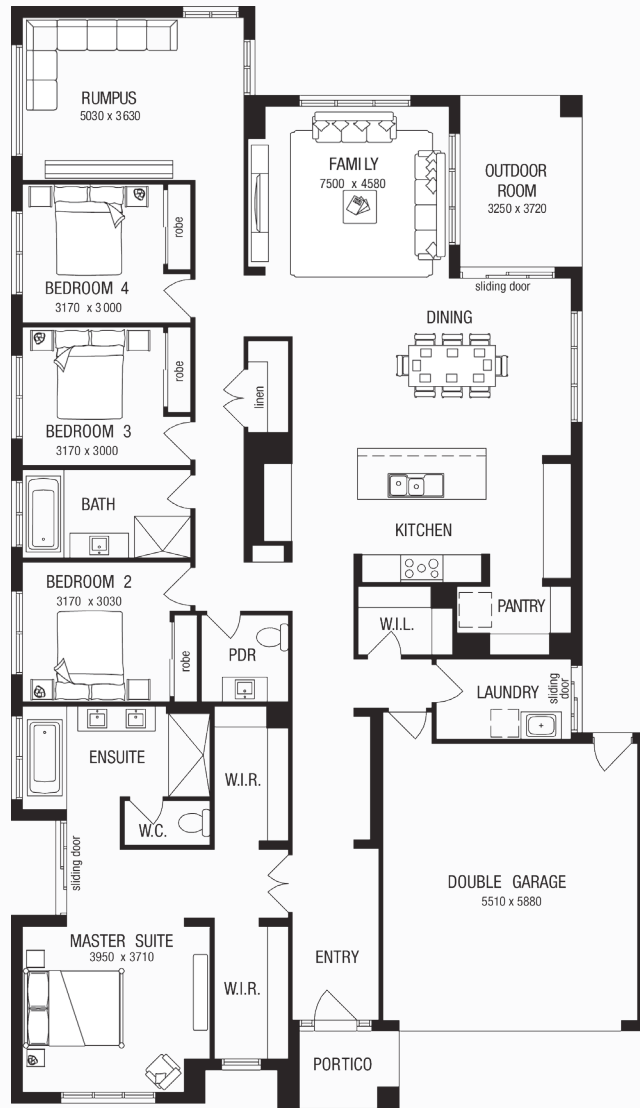 RUMPUS
5030 x 3630
FAMILY
7500 x 4580
OUTDOOR
ROOM
3250 x 3720
robe
BEDROOM 4
3170 x 3000
sliding door
DINING
robe
linen
BEDROOM 3
3170 x 3000
BATH
KITCHEN
BEDROOM 2
3170 x 3030
PANTRY
W.I.L.
robe
PDR
LAUNDRY
sliding
door
ENSUITE
W.I.R.
W.C.
sliding door
DOUBLE GARAGE
5510 x 5880
MASTER SUITE
3950 x 3710
ENTRY
W.I.R.
PORTICO